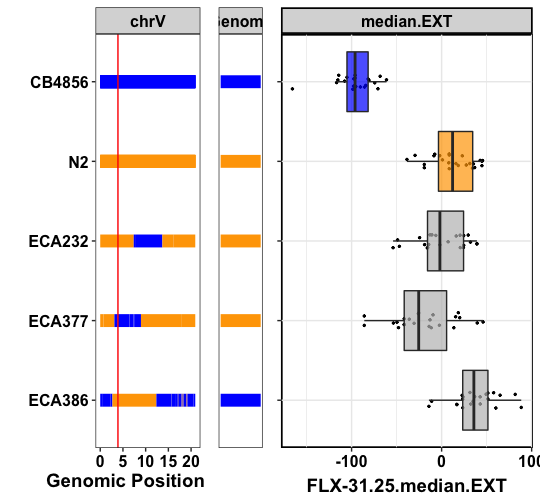 chrV Genom median.EXT
CB4856
N2
ECA232
ECA377
ECA386
0 5 10 15 20 -100 0 100
Genomic Position FLX-31.25.median.EXT